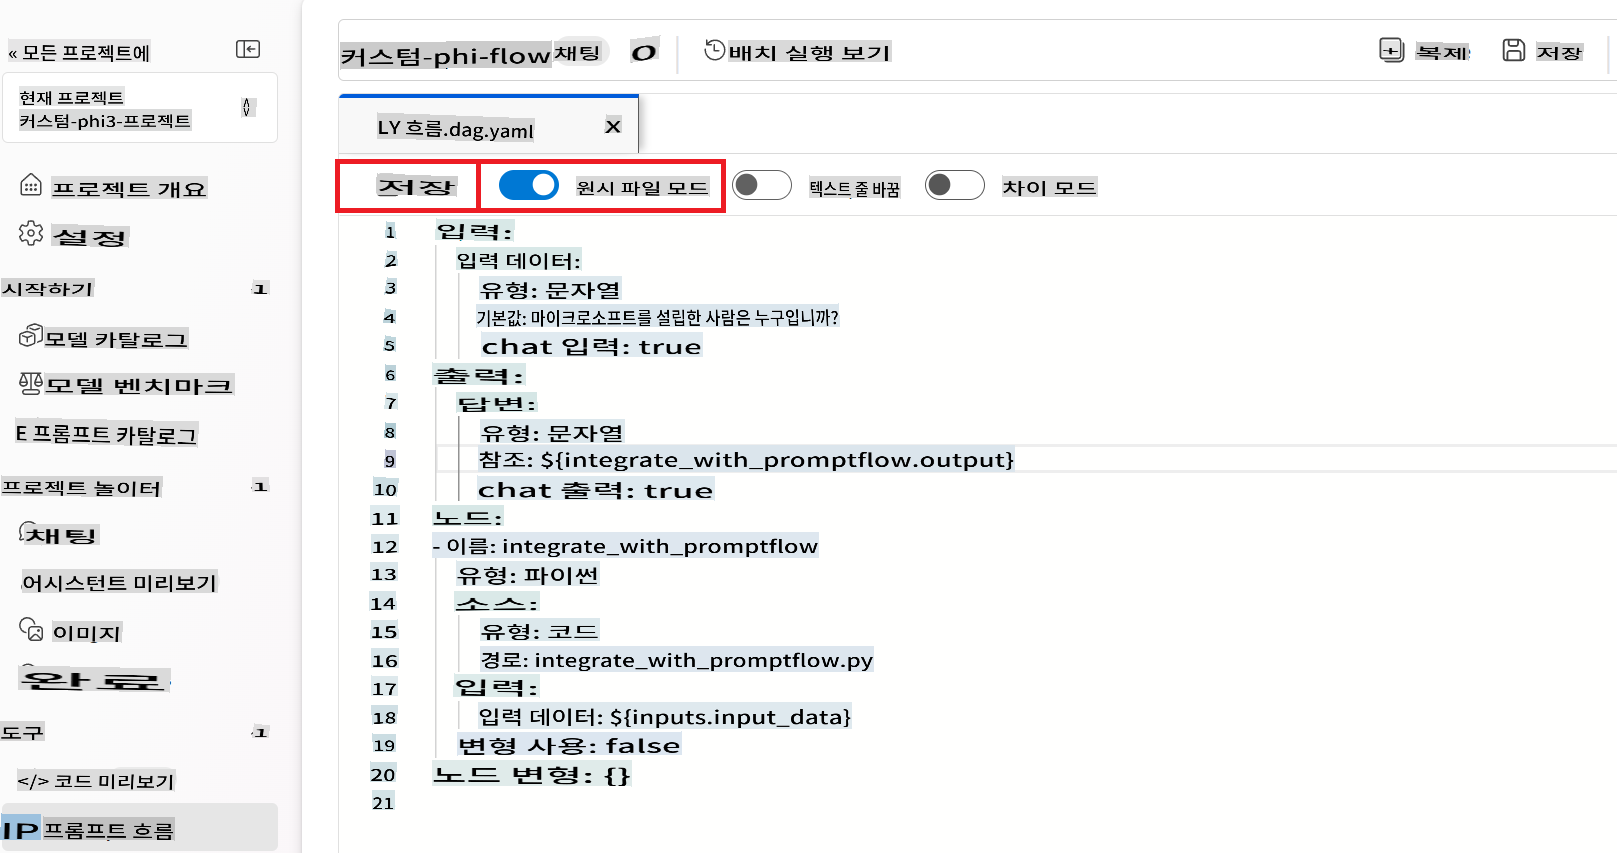 « 모든 프로젝트에
현재 프로젝트
커스텀-phi3-프로젝트
프로젝트 개요
설정
시작하기
모델 카탈로그
모델 벤치마크
E 프롬프트 카탈로그
프로젝트 놀이터
채팅
어시스턴트 미리보기
이미지
완료
도구
</> 코드 미리보기
IP 프롬프트 흐름
커스텀-phi-flow 채팅 O 배치 실행 보기 복제 저장
LY 흐름.dag.yaml X
저장 원시 파일 모드 텍스트 줄 바꿈 차이 모드
1 입력:
2 입력 데이터:
3 유형: 문자열
4 기본값: 마이크로소프트를 설립한 사람은 누구입니까?
5 chat 입력: true
6 출력:
7 답변:
8 유형: 문자열
9 참조: ${integrate_with_promptflow.output}
10 chat 출력: true
11 노드:
12 - 이름: integrate_with_promptflow
13 유형: 파이썬
14 소스:
15 유형: 코드
16 경로: integrate_with_promptflow.py
17 입력:
18 입력 데이터: ${inputs.input_data}
19 변형 사용: false
20 노드 변형: {}
21